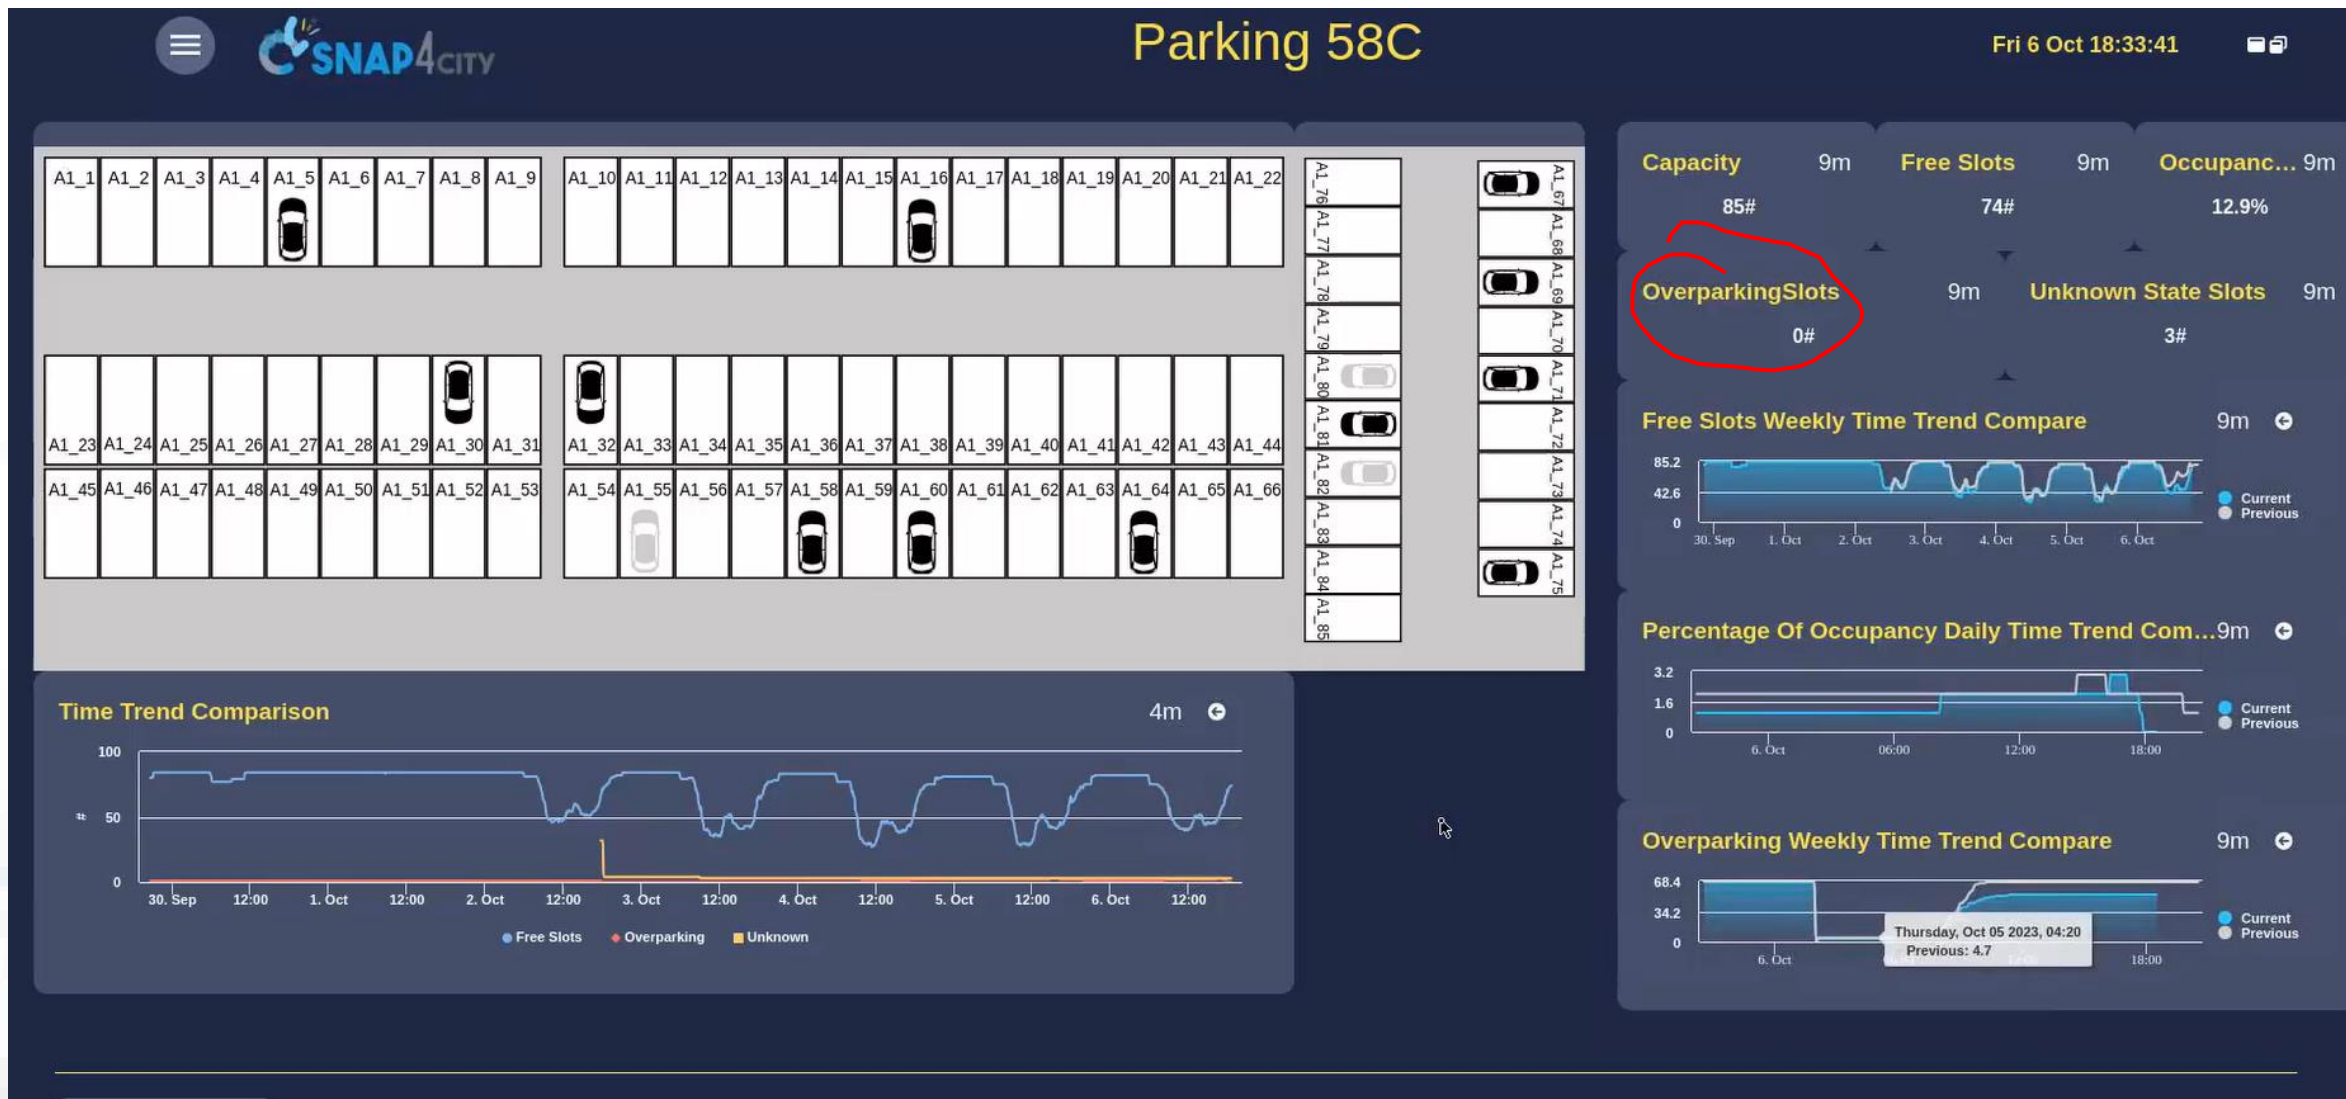 SNAP4CITY
Parking 58C
Fri 6 Oct 18:33:41
A1_1 A1_2 A1_3 A1_4 A1_5 A1_6 A1_7 A1_8 A1_9 A1_10 A1_11 A1_12 A1_13 A1_14 A1_15 A1_16 A1_17 A1_18 A1_19 A1_20 A1_21 A1_22
A1_23 A1_24 A1_25 A1_26 A1_27 A1_28 A1_29 A1_30 A1_31 A1_32 A1_33 A1_34 A1_35 A1_36 A1_37 A1_38 A1_39 A1_40 A1_41 A1_42 A1_43 A1_44
A1_45 A1_46 A1_47 A1_48 A1_49 A1_50 A1_51 A1_52 A1_53 A1_54 A1_55 A1_56 A1_57 A1_58 A1_59 A1_60 A1_61 A1_62 A1_63 A1_64 A1_65 A1_66
A1_76
A1_77
A1_78
A1_79
A1_80
A1_81
A1_82
A1_83
A1_84
A1_85
A1_67
A1_68
A1_69
A1_70
A1_71
A1_72
A1_73
A1_74
A1_75
Capacity 9m
85#
Free Slots 9m
74#
Occupanc... 9m
12.9%
OverparkingSlots 9m
0#
Unknown State Slots 9m
3#
Free Slots Weekly Time Trend Compare 9m
85.2
42.6
0
30. Sep 1. Oct 2. Oct 3. Oct 4. Oct 5. Oct 6. Oct
Current
Previous
Percentage Of Occupancy Daily Time Trend Com... 9m
3.2
1.6
0
6. Oct 06:00 12:00 18:00
Current
Previous
Overparking Weekly Time Trend Compare 9m
68.4
34.2
0
6. Oct 18:00
Thursday, Oct 05 2023, 04:20
Previous: 4.7
Current
Previous
Time Trend Comparison 4m
100
50
0
#
30. Sep 12:00 1. Oct 12:00 2. Oct 12:00 3. Oct 12:00 4. Oct 12:00 5. Oct 12:00 6. Oct 12:00
Free Slots Overparking Unknown